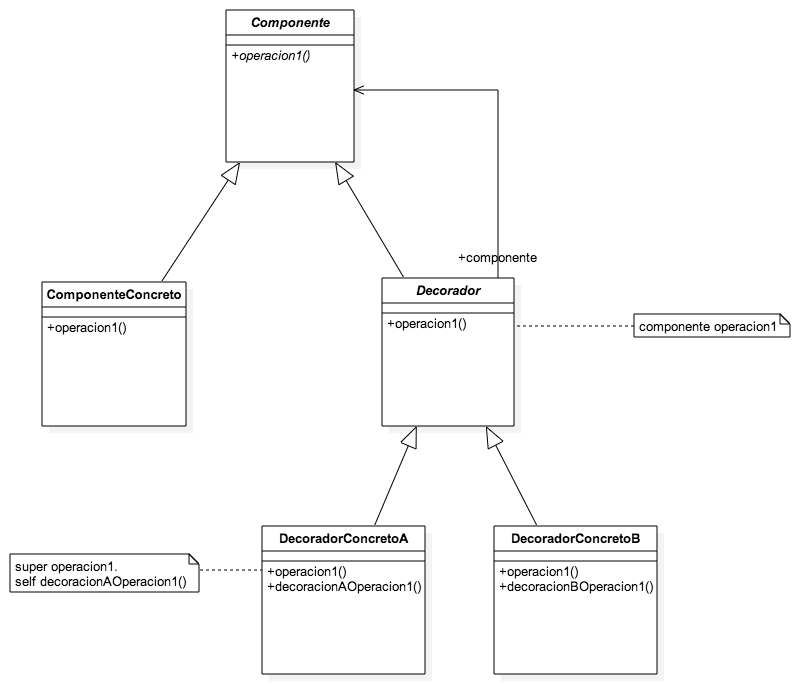 Componente
+operacion1()
+componente
ComponenteConcreto
+operacion1()
Decorador
+operacion1()
componente operacion1
DecoradorConcretoA
+operacion1()
+decoracionAOperacion1()
super operacion1.
self decoracionAOperacion1()
DecoradorConcretoB
+operacion1()
+decoracionBOperacion1()